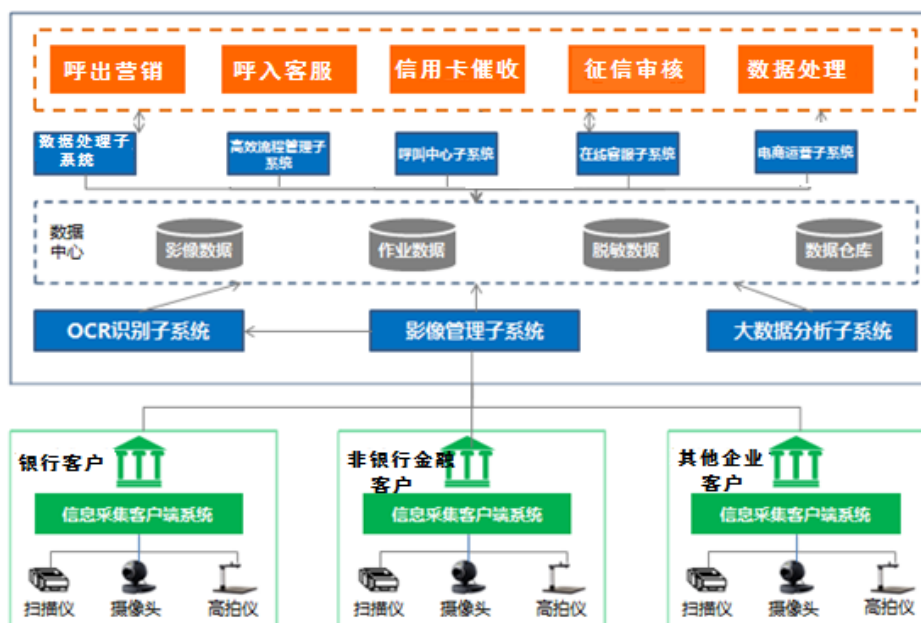 呼出营销
呼入客服
信用卡催收
征信审核
数据处理
数据处理子
系统
高效流程管理子
系统
呼叫中心子系统
在线客服子系统
电商运营子系统
数据
中心
影像数据
作业数据
脱敏数据
数据仓库
OCR识别子系统
影像管理子系统
大数据分析子系统
银行客户
非银行金融
客户
其他企业
客户
信息采集客户端系统
信息采集客户端系统
信息采集客户端系统
扫描仪
摄像头
高拍仪
扫描仪
摄像头
高拍仪
扫描仪
摄像头
高拍仪